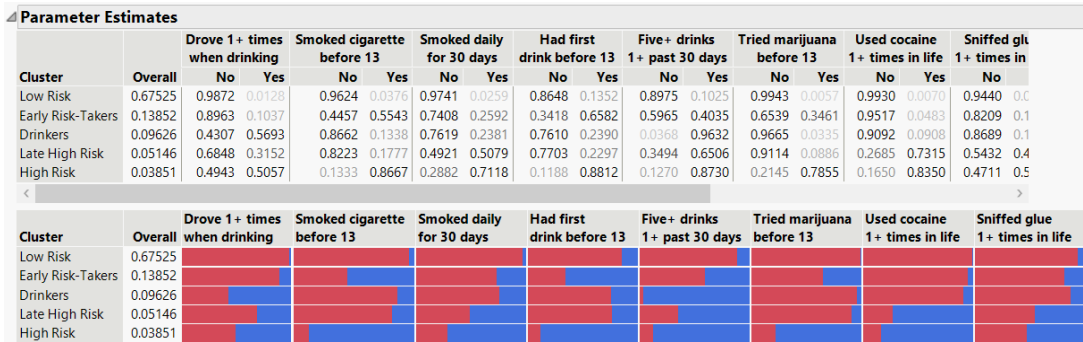 Parameter Estimates
Drove 1+ times Smoked cigarette Smoked daily Had first Five+ drinks Tried marijuana Used cocaine Sniffed glu
when drinking before 13 for 30 days drink before 13 1+ past 30 days before 13 1+ times in life 1+ times in
Cluster Overall No Yes No Yes No Yes No Yes No Yes No Yes No Yes No
Low Risk 0.67525 0.9872 0.0128 0.9624 0.0376 0.9741 0.0259 0.8648 0.1352 0.8975 0.1025 0.9943 0.0057 0.9930 0.0070 0.9440 0.0
Early Risk-Takers 0.13852 0.8963 0.1037 0.4457 0.5543 0.7408 0.2592 0.3418 0.6582 0.5965 0.4035 0.6539 0.3461 0.9517 0.0483 0.8209 0.1
Drinkers 0.09626 0.4307 0.5693 0.8662 0.1338 0.7619 0.2381 0.7610 0.2390 0.0368 0.9632 0.9665 0.0335 0.9092 0.0908 0.8689 0.1
Late High Risk 0.05146 0.6848 0.3152 0.8223 0.1777 0.4921 0.5079 0.7703 0.2297 0.3494 0.6506 0.9114 0.0886 0.2685 0.7315 0.5432 0.4
High Risk 0.03851 0.4943 0.5057 0.1333 0.8667 0.2882 0.7118 0.1188 0.8812 0.1270 0.8730 0.2145 0.7855 0.1650 0.8350 0.4711 0.5
Drove 1+ times Smoked cigarette Smoked daily Had first Five+ drinks Tried marijuana Used cocaine Sniffed glue
Cluster Overall when drinking before 13 for 30 days drink before 13 1+ past 30 days before 13 1+ times in life 1+ times in life
Low Risk 0.67525
Early Risk-Takers 0.13852
Drinkers 0.09626
Late High Risk 0.05146
High Risk 0.03851